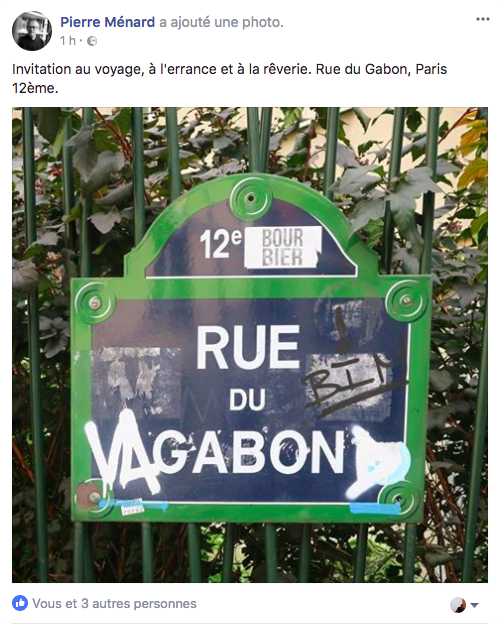 Pierre Ménard a ajouté une photo.
1 h ·
Invitation au voyage, à l'errance et à la rêverie. Rue du Gabon, Paris
12ème.
12e BOUR
BIER
RUE
DU
VAGABOND
Vous et 3 autres personnes